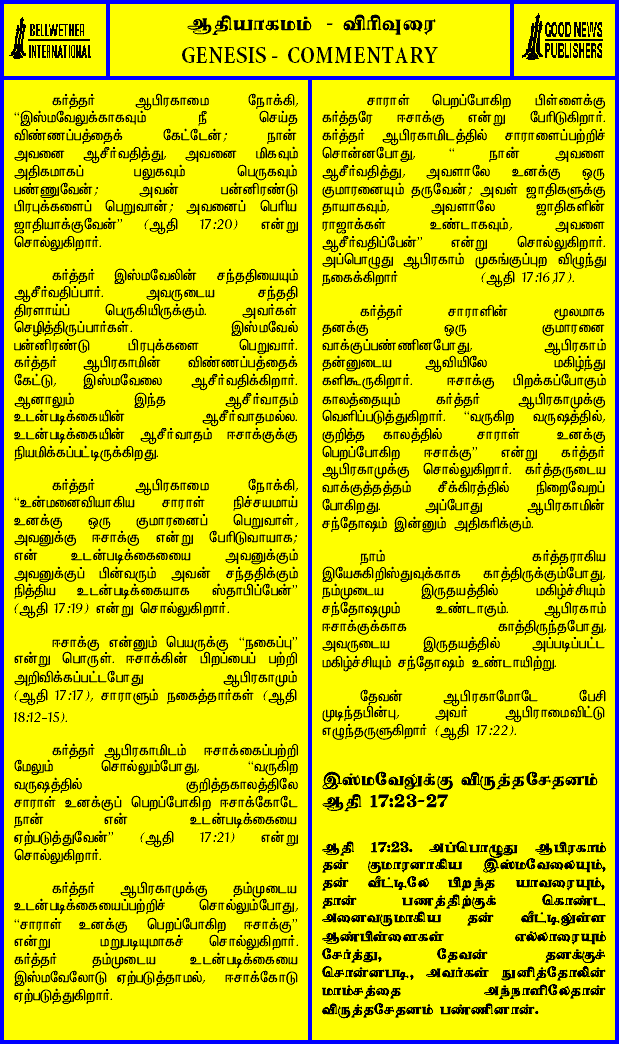 BELLWETHER
INTERNATIONAL
ஆதியாகமம் - விரிவுரை
GENESIS - COMMENTARY
GOOD NEWS
PUBLISHERS
கர்த்தர் ஆபிரகாமை நோக்கி,
“இஸ்மவேலுக்காகவும் நீ செய்த
விண்ணப்பத்தைக் கேட்டேன்; நான்
அவனை ஆசீர்வதித்து, அவனை மிகவும்
அதிகமாகப் பலுகவும் பெருகவும்
பண்ணுவேன்; அவன் பன்னிரண்டு
பிரபுக்களைப் பெறுவான்; அவனைப் பெரிய
ஜாதியாக்குவேன்” (ஆதி 17:20) என்று
சொல்லுகிறார்.
கர்த்தர் இஸ்மவேலின் சந்ததியையும்
ஆசீர்வதிப்பார். அவருடைய சந்ததி
திரளாய்ப் பெருகியிருக்கும். அவர்கள்
செழித்திருப்பார்கள். இஸ்மவேல்
பன்னிரண்டு பிரபுக்களை பெறுவார்.
கர்த்தர் ஆபிரகாமின் விண்ணப்பத்தைக்
கேட்டு, இஸ்மவேலை ஆசீர்வதிக்கிறார்.
ஆனாலும் இந்த ஆசீர்வாதம்
உடன்படிக்கையின் ஆசீர்வாதமல்ல.
உடன்படிக்கையின் ஆசீர்வாதம் ஈசாக்குக்கு
நியமிக்கப்பட்டிருக்கிறது.
கர்த்தர் ஆபிரகாமை நோக்கி,
“உன்மனைவியாகிய சாராள் நிச்சயமாய்
உனக்கு ஒரு குமாரனைப் பெறுவாள்,
அவனுக்கு ஈசாக்கு என்று பேரிடுவாயாக;
என் உடன்படிக்கையை அவனுக்கும்
அவனுக்குப் பின்வரும் அவன் சந்ததிக்கும்
நித்திய உடன்படிக்கையாக ஸ்தாபிப்பேன்”
(ஆதி 17:19) என்று சொல்லுகிறார்.
ஈசாக்கு என்னும் பெயருக்கு “நகைப்பு”
என்று பொருள். ஈசாக்கின் பிறப்பைப் பற்றி
அறிவிக்கப்பட்டபோது ஆபிரகாமும்
(ஆதி 17:17), சாராளும் நகைத்தார்கள் (ஆதி
18:12-15).
கர்த்தர் ஆபிரகாமிடம் ஈசாக்கைப்பற்றி
மேலும் சொல்லும்போது, “வருகிற
வருஷத்தில் குறித்தகாலத்திலே
சாராள் உனக்குப் பெறப்போகிற ஈசாக்கோடே
நான் என் உடன்படிக்கையை
ஏற்படுத்துவேன்” (ஆதி 17:21) என்று
சொல்லுகிறார்.
கர்த்தர் ஆபிரகாமுக்கு தம்முடைய
உடன்படிக்கையைப்பற்றிச் சொல்லும்போது,
“சாராள் உனக்கு பெறப்போகிற ஈசாக்கு”
என்று மறுபடியுமாகச் சொல்லுகிறார்.
கர்த்தர் தம்முடைய உடன்படிக்கையை
இஸ்மவேலோடு ஏற்படுத்தாமல், ஈசாக்கோடு
ஏற்படுத்துகிறார்.
சாராள் பெறப்போகிற பிள்ளைக்கு
கர்த்தரே ஈசாக்கு என்று பேரிடுகிறார்.
கர்த்தர் ஆபிரகாமிடத்தில் சாராளைப்பற்றிச்
சொன்னபோது, “ நான் அவளை
ஆசீர்வதித்து, அவளாலே உனக்கு ஒரு
குமாரனையும் தருவேன்; அவள் ஜாதிகளுக்கு
தாயாகவும், அவளாலே ஜாதிகளின்
ராஜாக்கள் உண்டாகவும், அவளை
ஆசீர்வதிப்பேன்” என்று சொல்லுகிறார்.
அப்பொழுது ஆபிரகாம் முகங்குப்புற விழுந்து
நகைக்கிறார் (ஆதி 17:16,17).
கர்த்தர் சாராளின் மூலமாக
தனக்கு ஒரு குமாரனை
வாக்குப்பண்ணினபோது, ஆபிரகாம்
தன்னுடைய ஆவியிலே மகிழ்ந்து
களிகூருகிறார். ஈசாக்கு பிறக்கப்போகும்
காலத்தையும் கர்த்தர் ஆபிரகாமுக்கு
வெளிப்படுத்துகிறார். “வருகிற வருஷத்தில்,
குறித்த காலத்தில் சாராள் உனக்கு
பெறப்போகிற ஈசாக்கு” என்று கர்த்தர்
ஆபிரகாமுக்கு சொல்லுகிறார். கர்த்தருடைய
வாக்குத்தத்தம் சீக்கிரத்தில் நிறைவேறப்
போகிறது. அப்போது ஆபிரகாமின்
சந்தோஷம் இன்னும் அதிகரிக்கும்.
நாம் கர்த்தராகிய
இயேசுகிறிஸ்துவுக்காக காத்திருக்கும்போது,
நம்முடைய இருதயத்தில் மகிழ்ச்சியும்
சந்தோஷமும் உண்டாகும். ஆபிரகாம்
ஈசாக்குக்காக காத்திருந்தபோது,
அவருடைய இருதயத்தில் அப்படிப்பட்ட
மகிழ்ச்சியும் சந்தோஷம் உண்டாயிற்று.
தேவன் ஆபிரகாமோடே பேசி
முடிந்தபின்பு, அவர் ஆபிராமைவிட்டு
எழுந்தருளுகிறார் (ஆதி 17:22).
இஸ்மவேலுக்கு விருத்தசேதனம்
ஆதி 17:23-27
ஆதி 17:23. அப்பொழுது ஆபிரகாம்
தன் குமாரனாகிய இஸ்மவேலையும்,
தன் வீட்டிலே பிறந்த யாவரையும்,
தான் பணத்திற்குக் கொண்ட
அனைவருமாகிய தன் வீட்டிலுள்ள
ஆண்பிள்ளைகள் எல்லாரையும்
சேர்த்து, தேவன் தனக்குச்
சொன்னபடி, அவர்கள் நுனித்தோலின்
மாம்சத்தை அந்நாளிலேதான்
விருத்தசேதனம் பண்ணினான்.